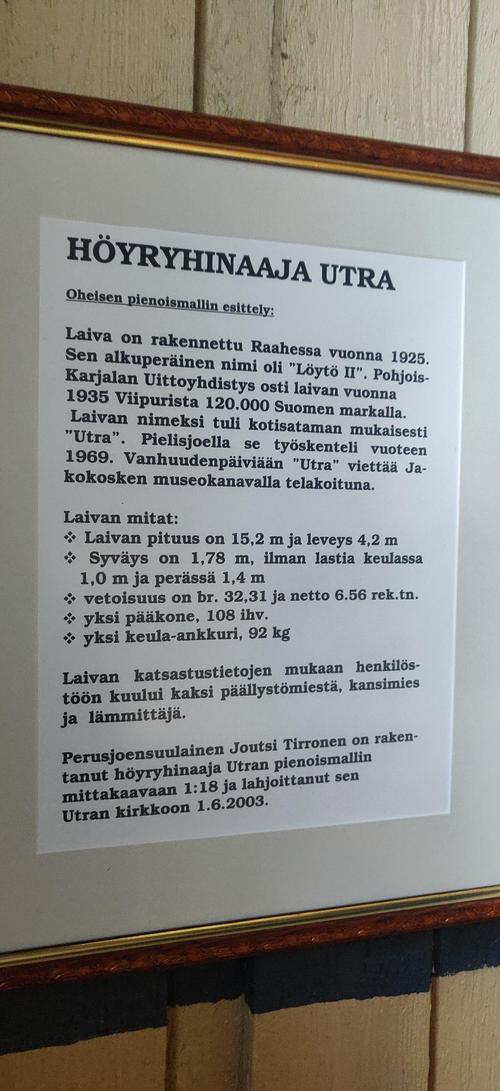 HÖYRYHINAAJA UTRA
Oheisen pienoismallin esittely:
Laiva on rakennettu Raahessa vuonna 1925.
Sen alkuperäinen nimi oli "Löytö II". Pohjois-
Karjalan Uittoyhdistys osti laivan vuonna
1935 Viipurista 120.000 Suomen markalla.
Laivan nimeksi tuli kotisataman mukaisesti
"Utra". Pielisjoella se työskenteli vuoteen
1969. Vanhuudenpäiviään "Utra" viettää Ja-
kokosken museokanavalla telakoituna.
Laivan mitat:
❖ Laivan pituus on 15,2 m ja leveys 4,2 m
❖ Syväys on 1,78 m, ilman lastia keulassa
1,0 m ja perässä 1,4 m
❖ vetoisuus on br. 32,31 ja netto 6.56 rek.tn.
❖ yksi pääkone, 108 ihv.
❖ yksi keula-ankkuri, 92 kg
Laivan katsastustietojen mukaan henkilös-
töön kuului kaksi päällystömiestä, kansimies
ja lämmittäjä.
Perusjoensuulainen Joutsi Tirronen on raken-
tanut höyryhinaaja Utran pienoismallin
mittakaavaan 1:18 ja lahjoittanut sen
Utran kirkkoon 1.6.2003.